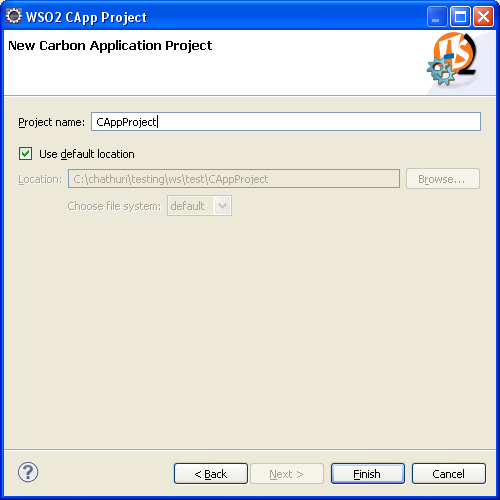 WSO2 CApp Project
New Carbon Application Project
Project name: CAppProject
Use default location
Location: C:\chathuri\testing\ws\test\CAppProject Browse...
Choose file system: default
< Back Next > Finish Cancel